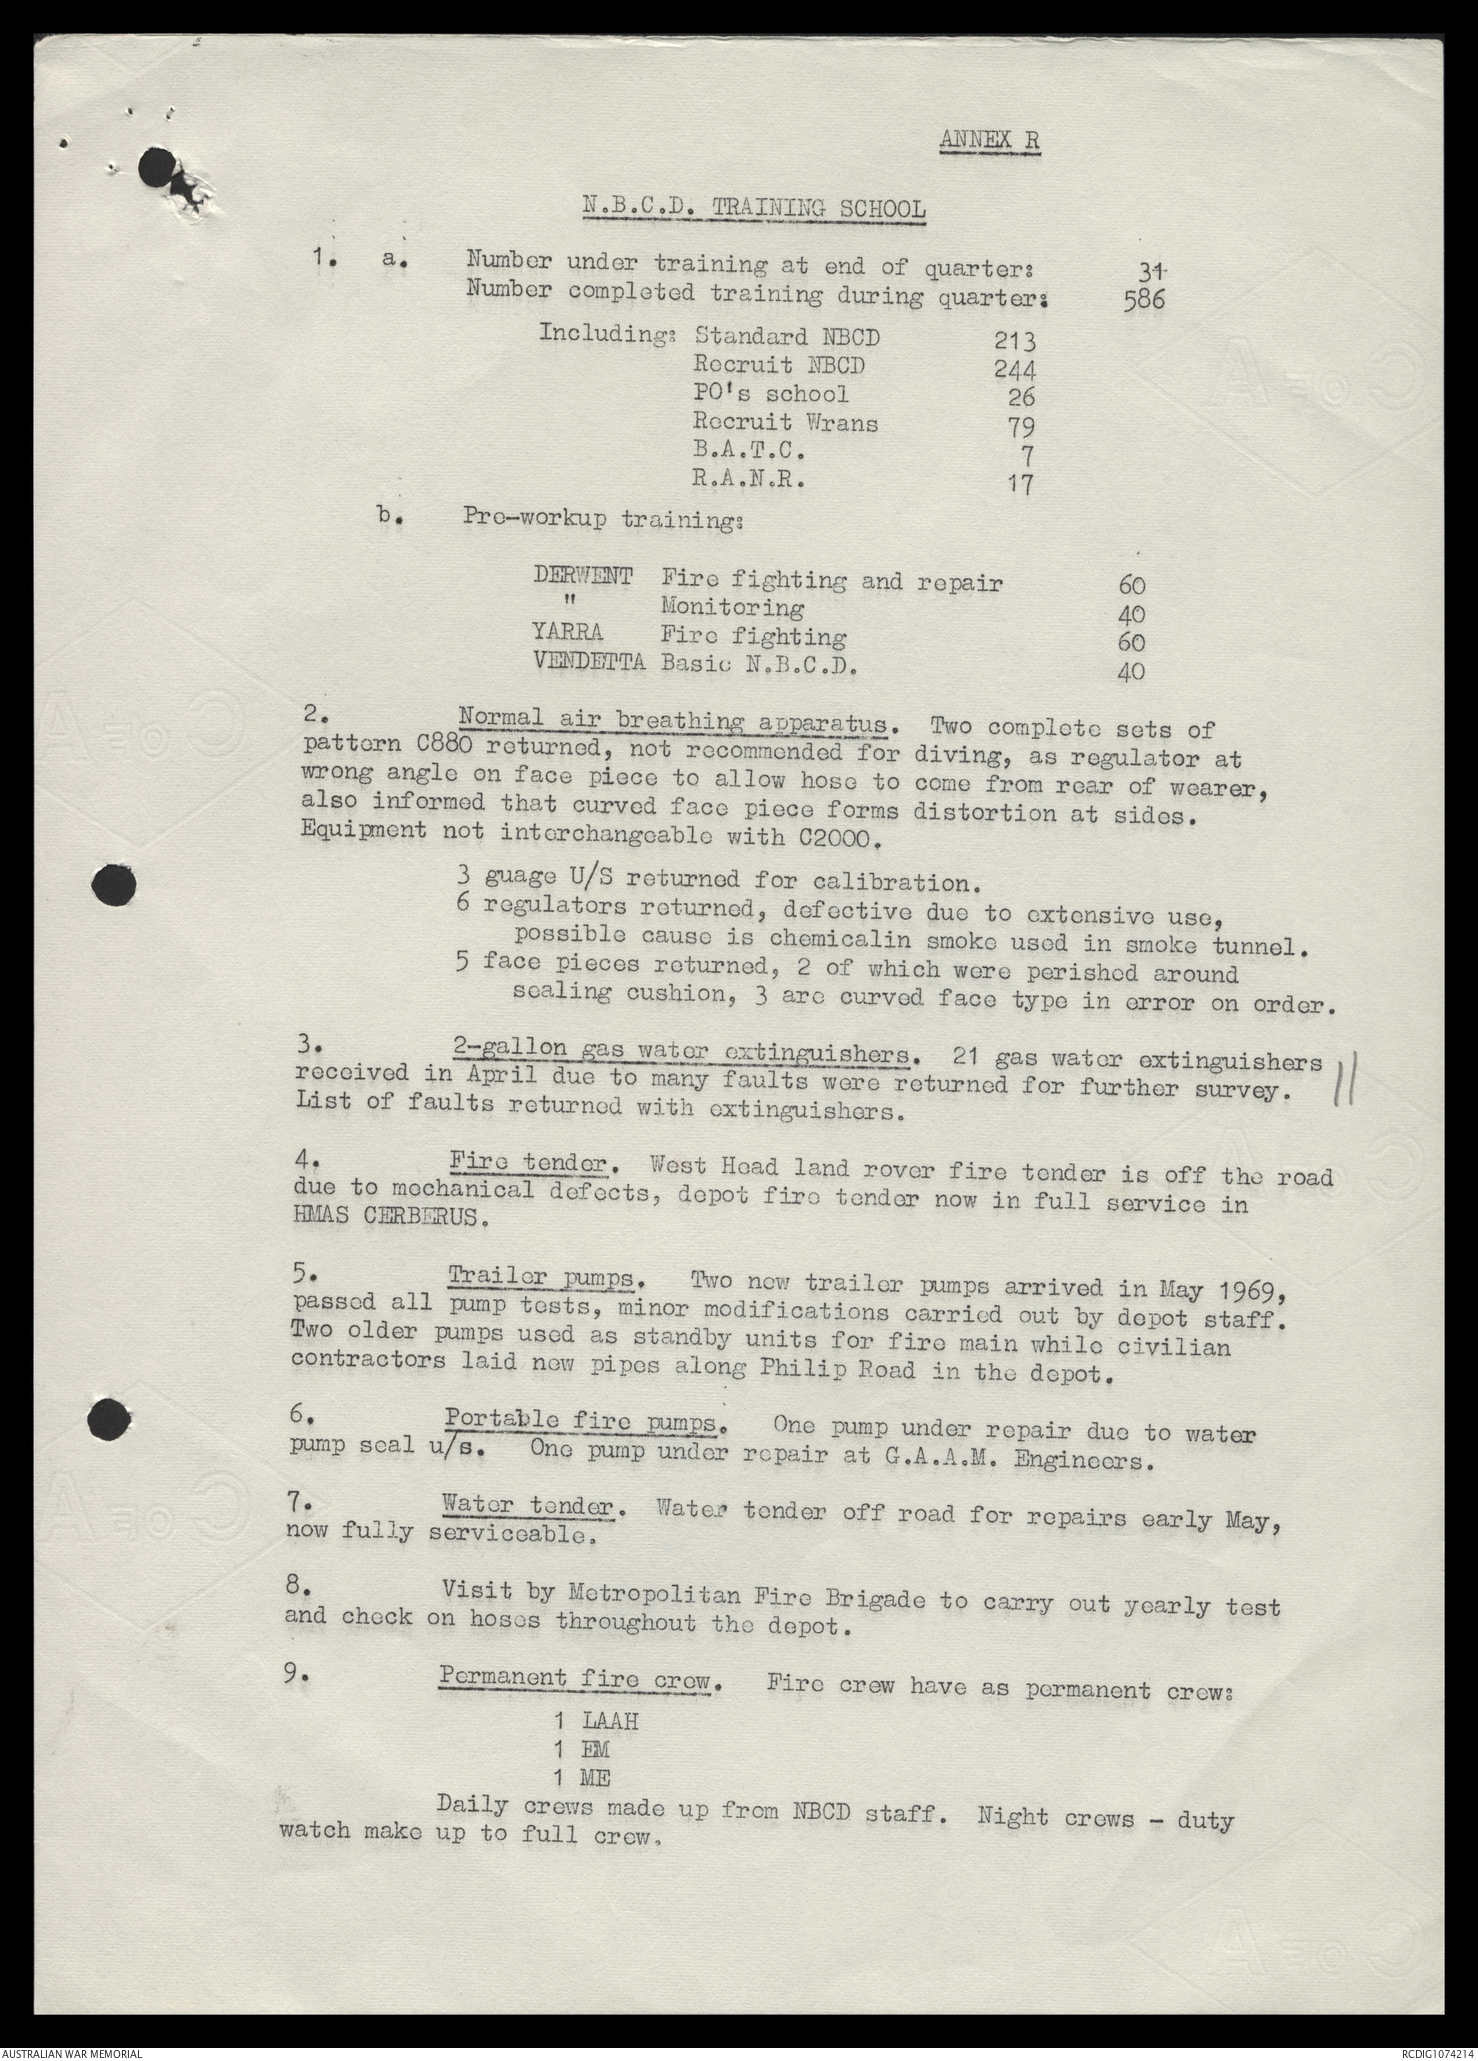 ANNEX R
N.B.C.D. TRAINING SCHOOL
1. a. Number under training at end of quarter: 31
Number completed training during quarter: 586
Including: Standard NBCD 213
Recruit NBCD 244
PO's school 26
Recruit Wrans 79
B.A.T.C. 7
R.A.N.R. 17
b. Pre-workup training:
DERWENT Fire fighting and repair 60
" Monitoring 40
YARRA Fire fighting 60
VENDETTA Basic N.B.C.D. 40
2. Normal air breathing apparatus. Two complete sets of
pattern C880 returned, not recommended for diving, as regulator at
wrong angle on face piece to allow hose to come from rear of wearer,
also informed that curved face piece forms distortion at sides.
Equipment not interchangeable with C2000.
3 guage U/S returned for calibration.
6 regulators returned, defective due to extensive use,
possible cause is chemicalin smoke used in smoke tunnel.
5 face pieces returned, 2 of which were perished around
sealing cushion, 3 are curved face type in error on order.
3. 2-gallon gas water extinguishers. 21 gas water extinguishers
received in April due to many faults were returned for further survey.
List of faults returned with extinguishers.
4. Fire tender. West Head land rover fire tender is off the road
due to mechanical defects, depot fire tender now in full service in
HMAS CERBERUS.
5. Trailer pumps. Two new trailer pumps arrived in May 1969,
passed all pump tests, minor modifications carried out by depot staff.
Two older pumps used as standby units for fire main while civilian
contractors laid new pipes along Philip Road in the depot.
6. Portable fire pumps. One pump under repair due to water
pump seal u/s. One pump under repair at G.A.A.M. Engineers.
7. Water tender. Water tender off road for repairs early May,
now fully serviceable.
8. Visit by Metropolitan Fire Brigade to carry out yearly test
and check on hoses throughout the depot.
9. Permanent fire crew. Fire crew have as permanent crew:
1 LAAH
1 EM
1 ME
Daily crews made up from NBCD staff. Night crews - duty
watch make up to full crew.
AUSTRALIAN WAR MEMORIAL
RCDIG1074214